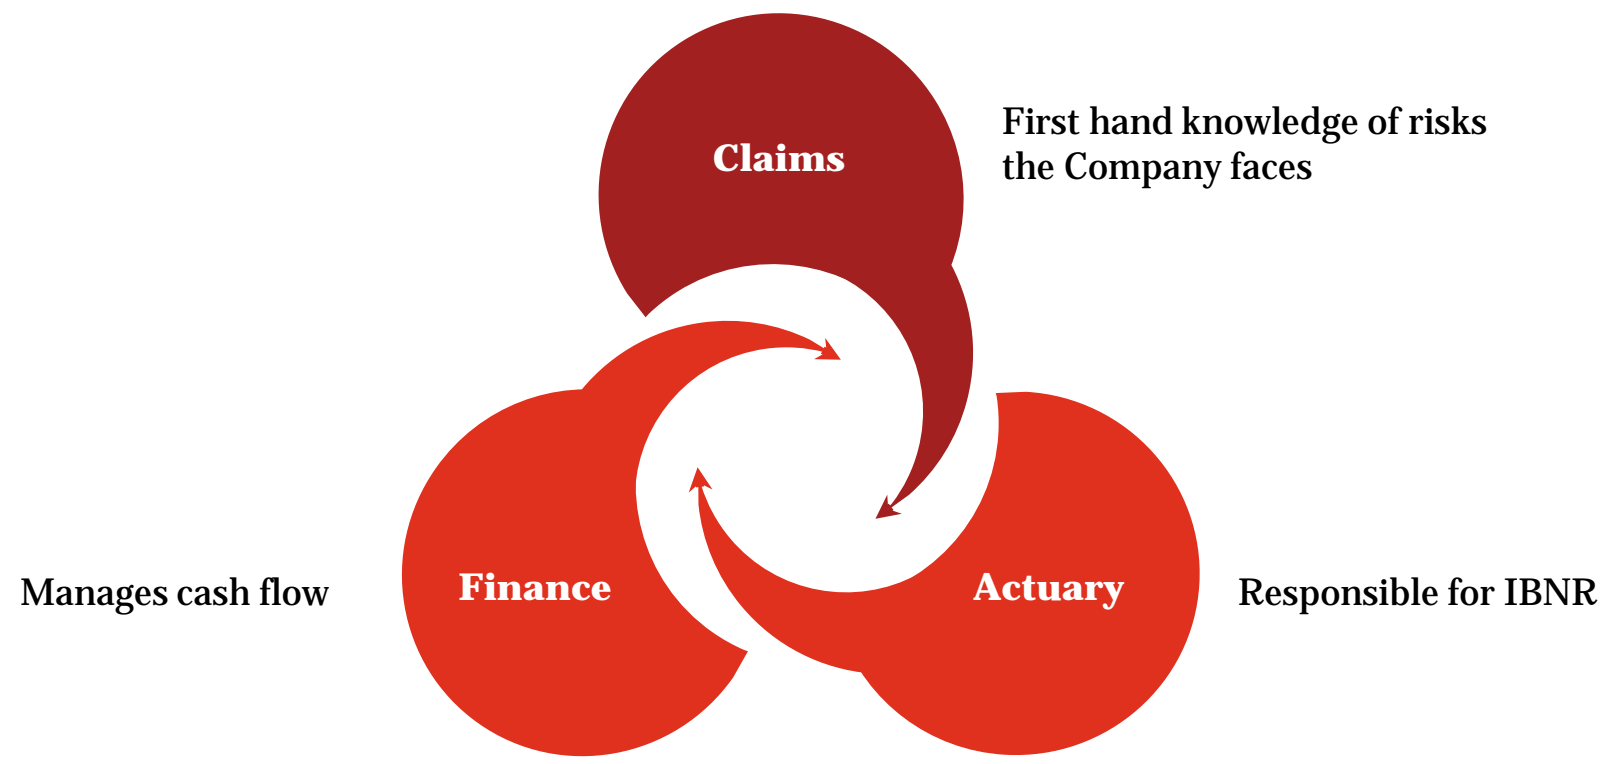 Claims
First hand knowledge of risks
the Company faces
Manages cash flow
Finance
Actuary
Responsible for IBNR